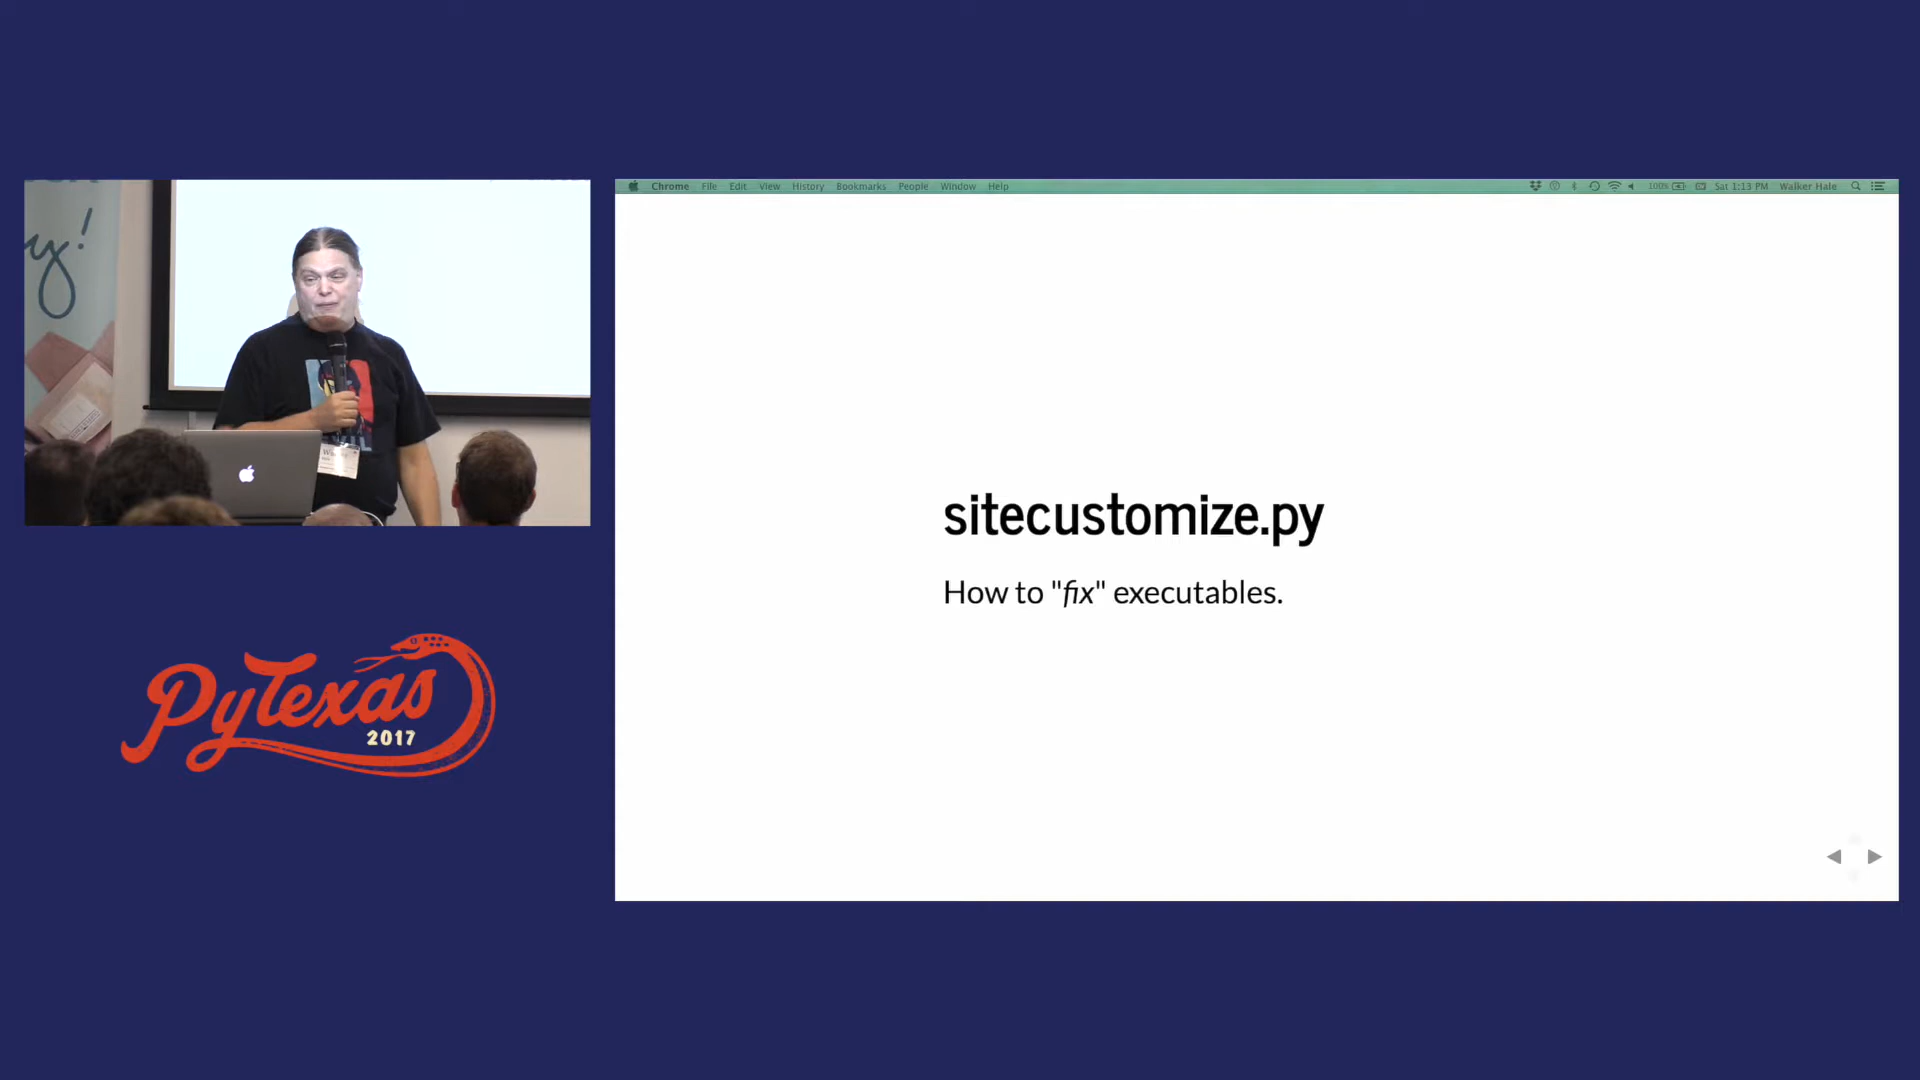 y!
Chrome File Edit View History Bookmarks People Window Help
100% Sat 1:13 PM Walker Hale
sitecustomize.py
How to "fix" executables.
PyTexas
2017